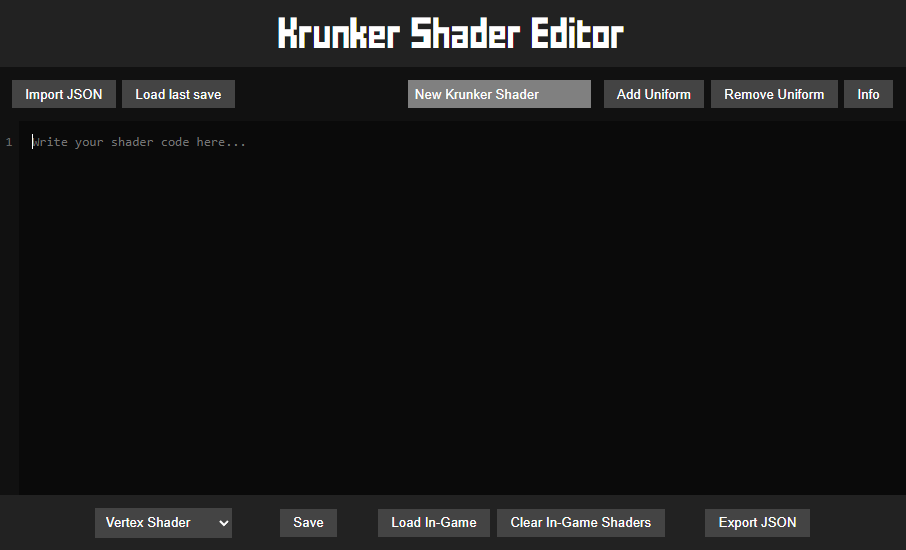 Krunker Shader Editor
Import JSON Load last save New Krunker Shader Add Uniform Remove Uniform Info
1 Write your shader code here...
Vertex Shader Save Load In-Game Clear In-Game Shaders Export JSON